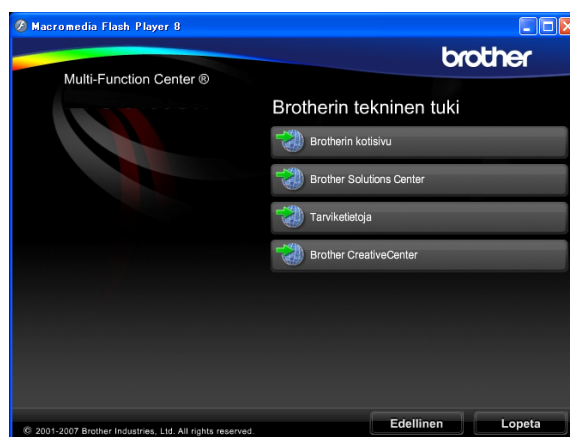 Macromedia Flash Player 8
brother
Multi-Function Center ®
Brotherin tekninen tuki
Brotherin kotisivu
Brother Solutions Center
Tarviketietoja
Brother CreativeCenter
Edellinen
Lopeta
© 2001-2007 Brother Industries, Ltd. All rights reserved.